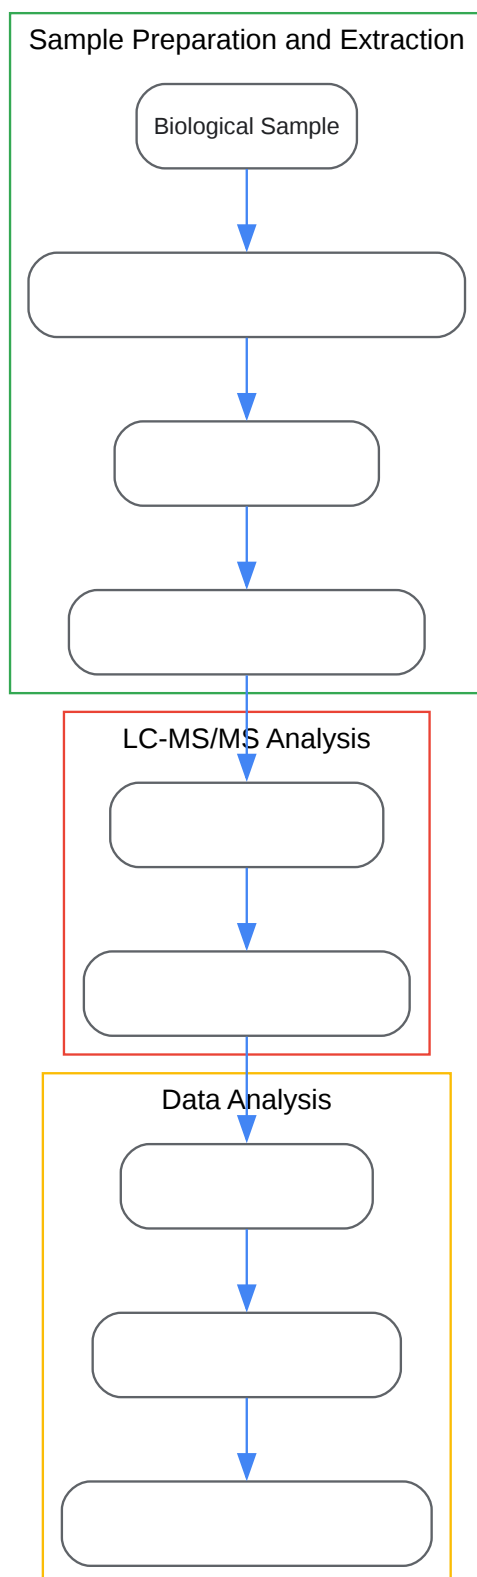 Sample Preparation and Extraction
Biological Sample
LC-MS/MS Analysis
Data Analysis